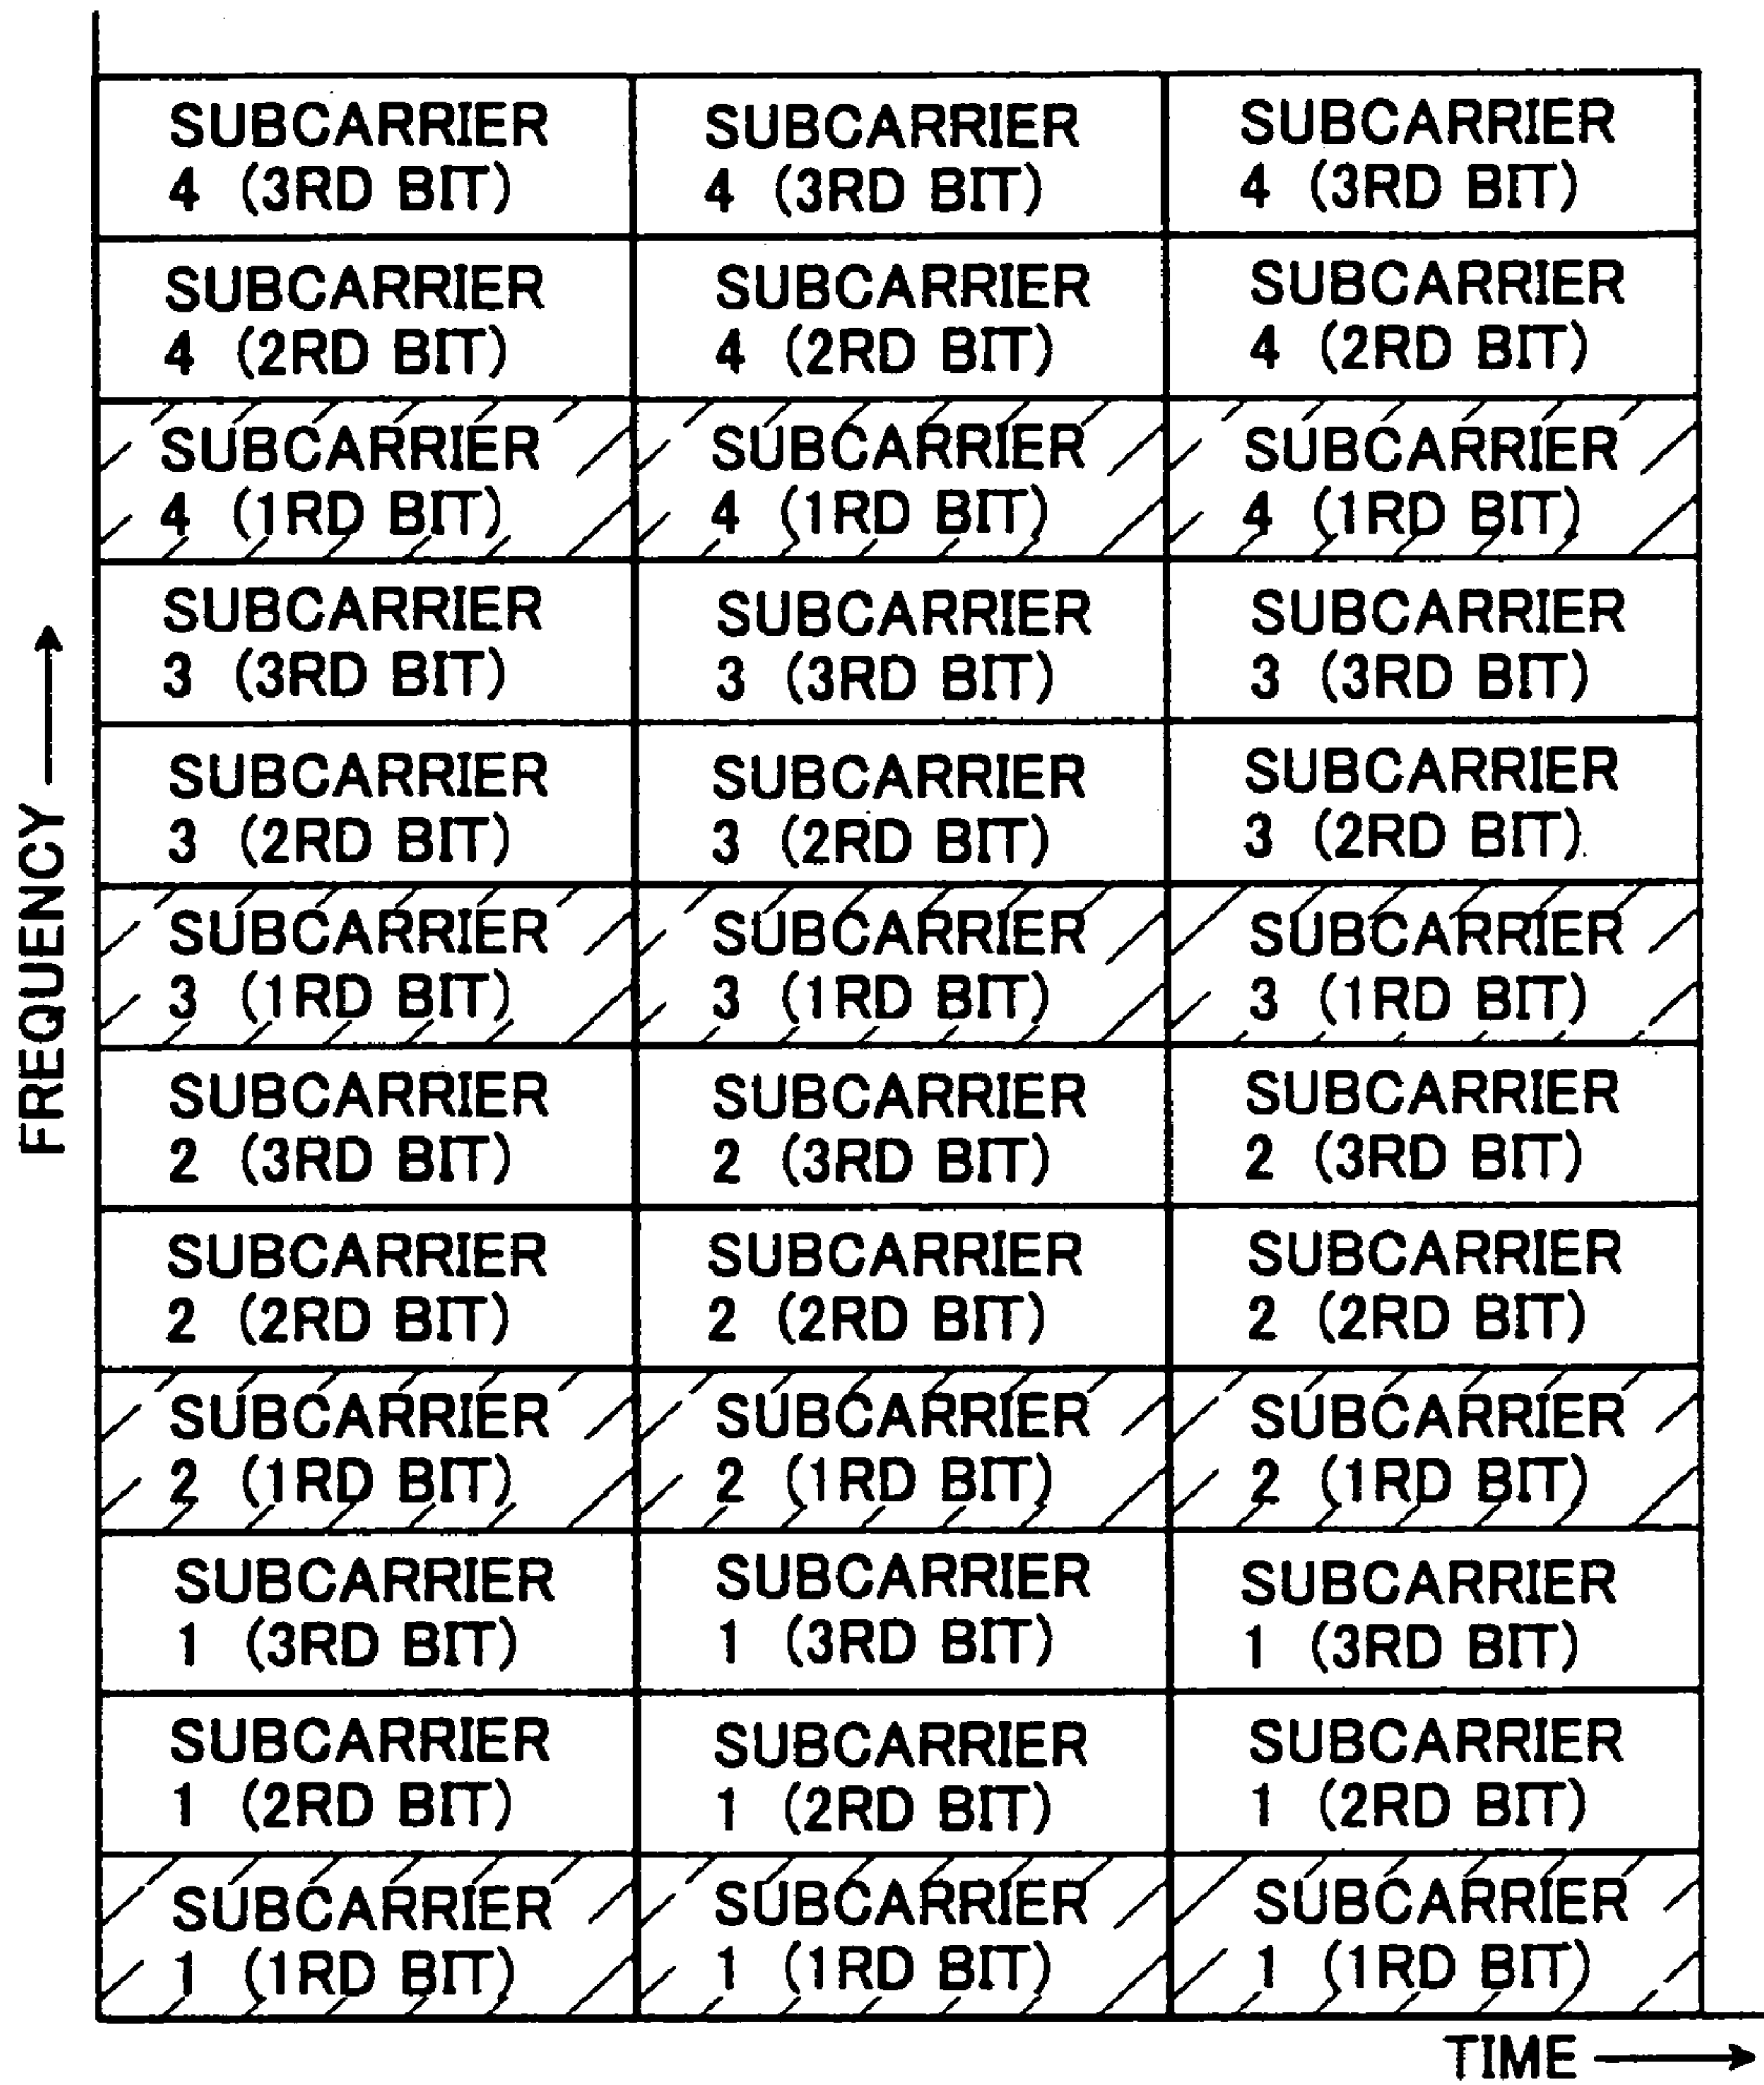 SUBCARRIER
4 (3RD BIT)
SUBCARRIER
4 (3RD BIT)
SUBCARRIER
4 (3RD BIT)
SUBCARRIER
4 (2RD BIT)
SUBCARRIER
4 (2RD BIT)
SUBCARRIER
4 (2RD BIT)
SUBCARRIER
4 (1RD BIT)
SUBCARRIER
4 (1RD BIT)
SUBCARRIER
4 (1RD BIT)
SUBCARRIER
3 (3RD BIT)
SUBCARRIER
3 (3RD BIT)
SUBCARRIER
3 (3RD BIT)
SUBCARRIER
3 (2RD BIT)
SUBCARRIER
3 (2RD BIT)
SUBCARRIER
3 (2RD BIT)
SUBCARRIER
3 (1RD BIT)
SUBCARRIER
3 (1RD BIT)
SUBCARRIER
3 (1RD BIT)
SUBCARRIER
2 (3RD BIT)
SUBCARRIER
2 (3RD BIT)
SUBCARRIER
2 (3RD BIT)
SUBCARRIER
2 (2RD BIT)
SUBCARRIER
2 (2RD BIT)
SUBCARRIER
2 (2RD BIT)
SUBCARRIER
2 (1RD BIT)
SUBCARRIER
2 (1RD BIT)
SUBCARRIER
2 (1RD BIT)
SUBCARRIER
1 (3RD BIT)
SUBCARRIER
1 (3RD BIT)
SUBCARRIER
1 (3RD BIT)
SUBCARRIER
1 (2RD BIT)
SUBCARRIER
1 (2RD BIT)
SUBCARRIER
1 (2RD BIT)
SUBCARRIER
1 (1RD BIT)
SUBCARRIER
1 (1RD BIT)
SUBCARRIER
1 (1RD BIT)
FREQUENCY
TIME